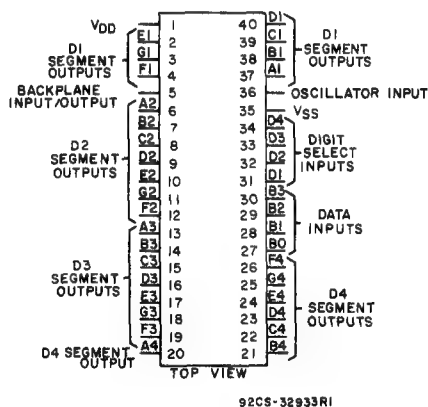 VDD 1 40 D1
E1 2 39 C1
G1 3 38 B1
F1 4 37 A1
D1
SEGMENT
OUTPUTS
D1
SEGMENT
OUTPUTS
BACKPLANE
INPUT/OUTPUT 5 36 OSCILLATOR INPUT
A2 6 35 VSS
B2 7 34 D4
C2 8 33 D3
D2 9 32 D2
E2 10 31 D1
G2 11 30 B3
F2 12 29 B2
D2
SEGMENT
OUTPUTS
DIGIT
SELECT
INPUTS
A3 13 28 B1
B3 14 27 B0
C3 15 26 F4
D3 16 25 G4
E3 17 24 E4
G3 18 23 D4
F3 19 22 C4
D3
SEGMENT
OUTPUTS
DATA
INPUTS
D4 SEGMENT
OUTPUT
A4 20 21 B4
D4
SEGMENT
OUTPUTS
TOP VIEW
92CS-32933R1